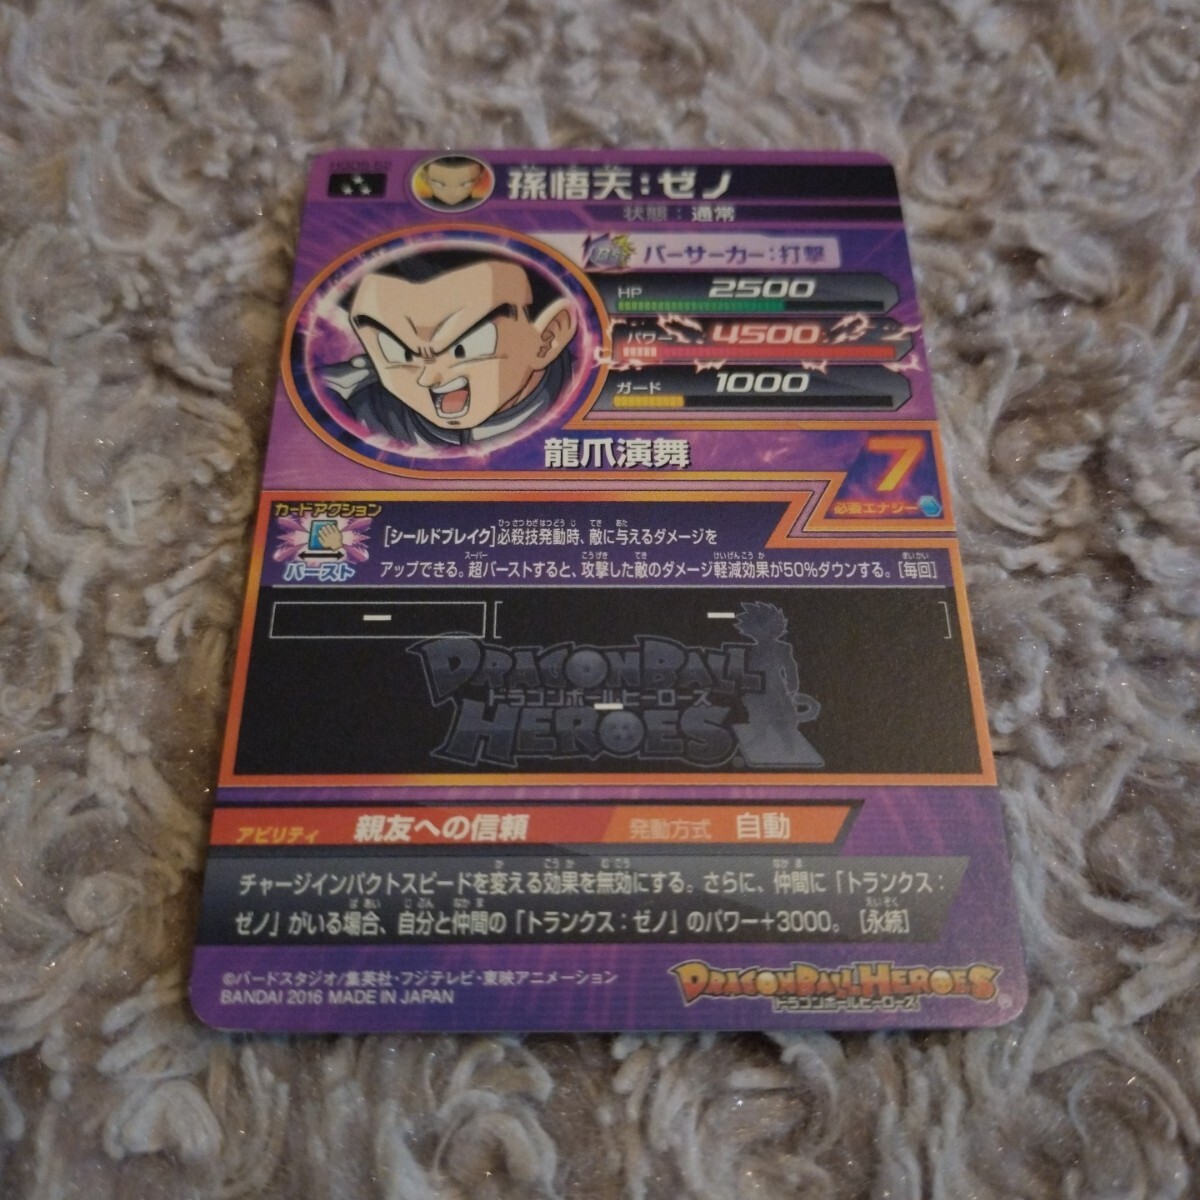 孫悟天:ゼノ
状態:通常
バーサーカー:打撃
HP 2500
パワー 4500
ガード 1000
龍爪演舞
7
必要エナジー
カードアクション
バースト
[シールドブレイク]必殺技発動時、敵に与えるダメージを
アップできる。超バーストすると、攻撃した敵のダメージ軽減効果が50%ダウンする。[毎回]
DRAGONBALL
ドラゴンボールヒーローズ
HEROES
アビリティ 親友への信頼 発動方式 自動
チャージインパクトスピードを変える効果を無効にする。さらに、仲間に「トランクス:
ゼノ」がいる場合、自分と仲間の「トランクス:ゼノ」のパワー+3000。[永続]
©バードスタジオ/集英社・フジテレビ・東映アニメーション
BANDAI 2016 MADE IN JAPAN
DRAGONBALL HEROES
ドラゴンボールヒーローズ